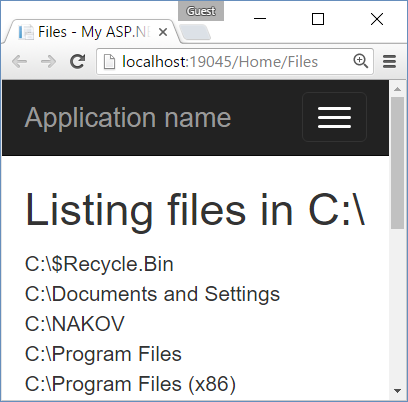 Guest
Files - My ASP.NE
localhost:19045/Home/Files
Application name
Listing files in C:\
C:\$Recycle.Bin
C:\Documents and Settings
C:\NAKOV
C:\Program Files
C:\Program Files (x86)